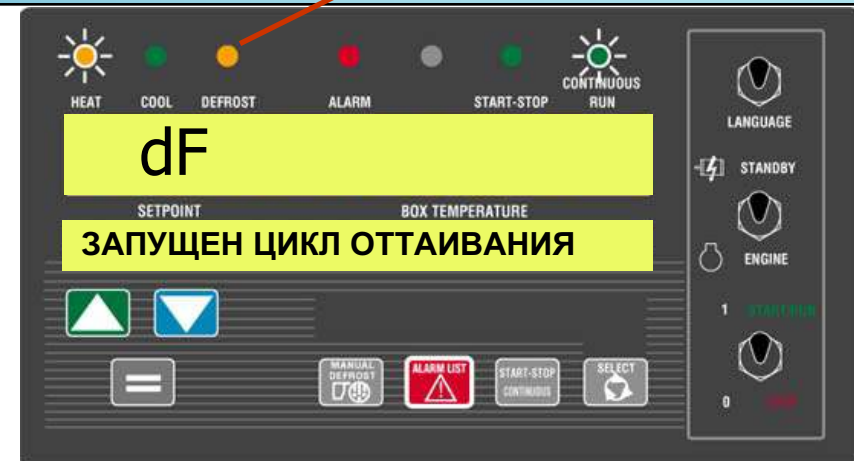 HEAT COOL DEFROST ALARM START-STOP CONTINUOUS RUN
dF
SETPOINT BOX TEMPERATURE
ЗАПУЩЕН ЦИКЛ ОТТАИВАНИЯ
MANUAL DEFROST
ALARM LIST
START-STOP
CONTINUOUS
SELECT
LANGUAGE
STANDBY
ENGINE
1 START/RUN
0 STOP